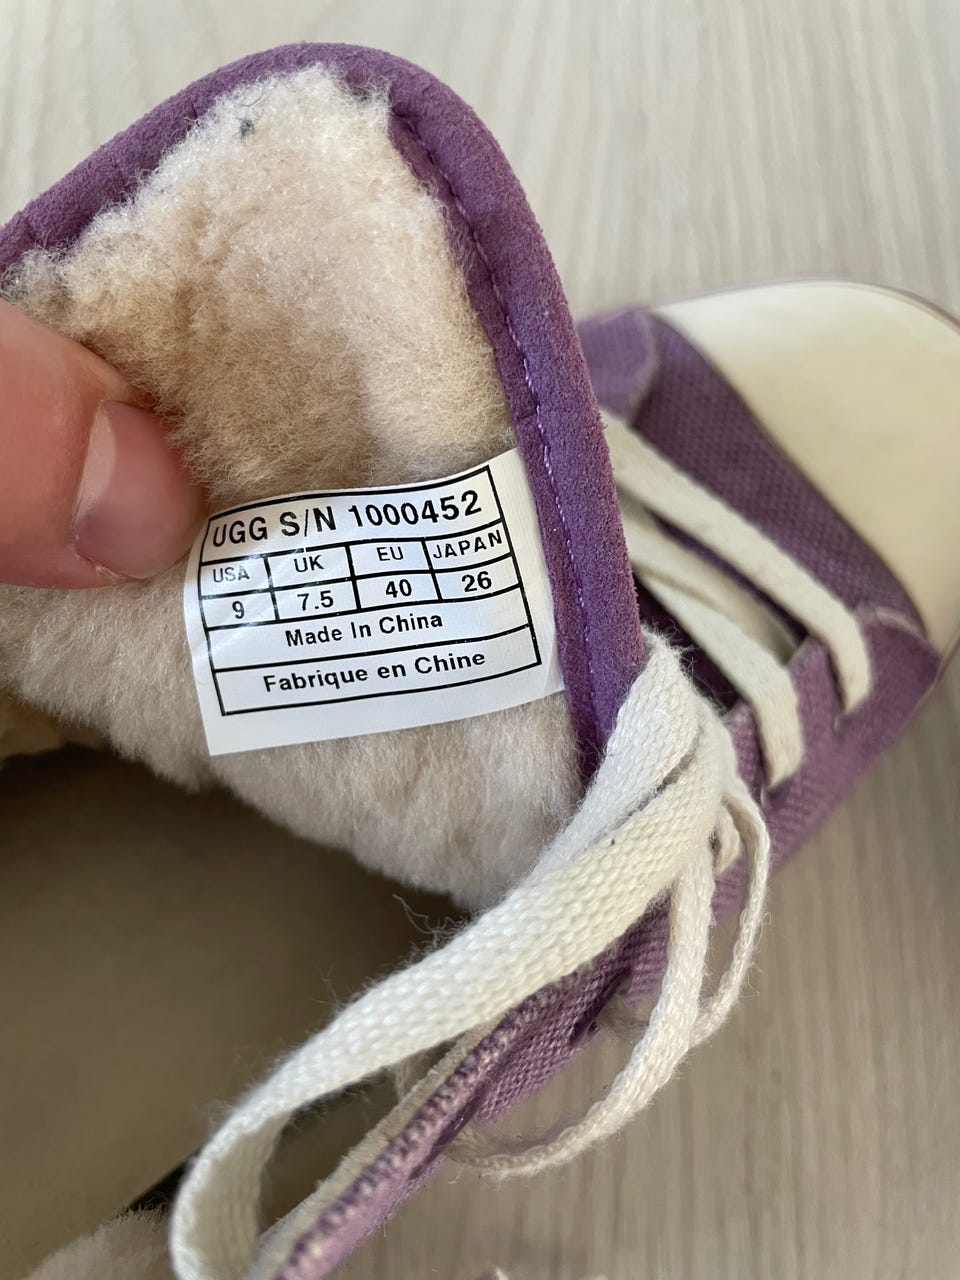 UGG S/N 1000452
USA UK EU JAPAN
9 7.5 40 26
Made In China
Fabrique en Chine